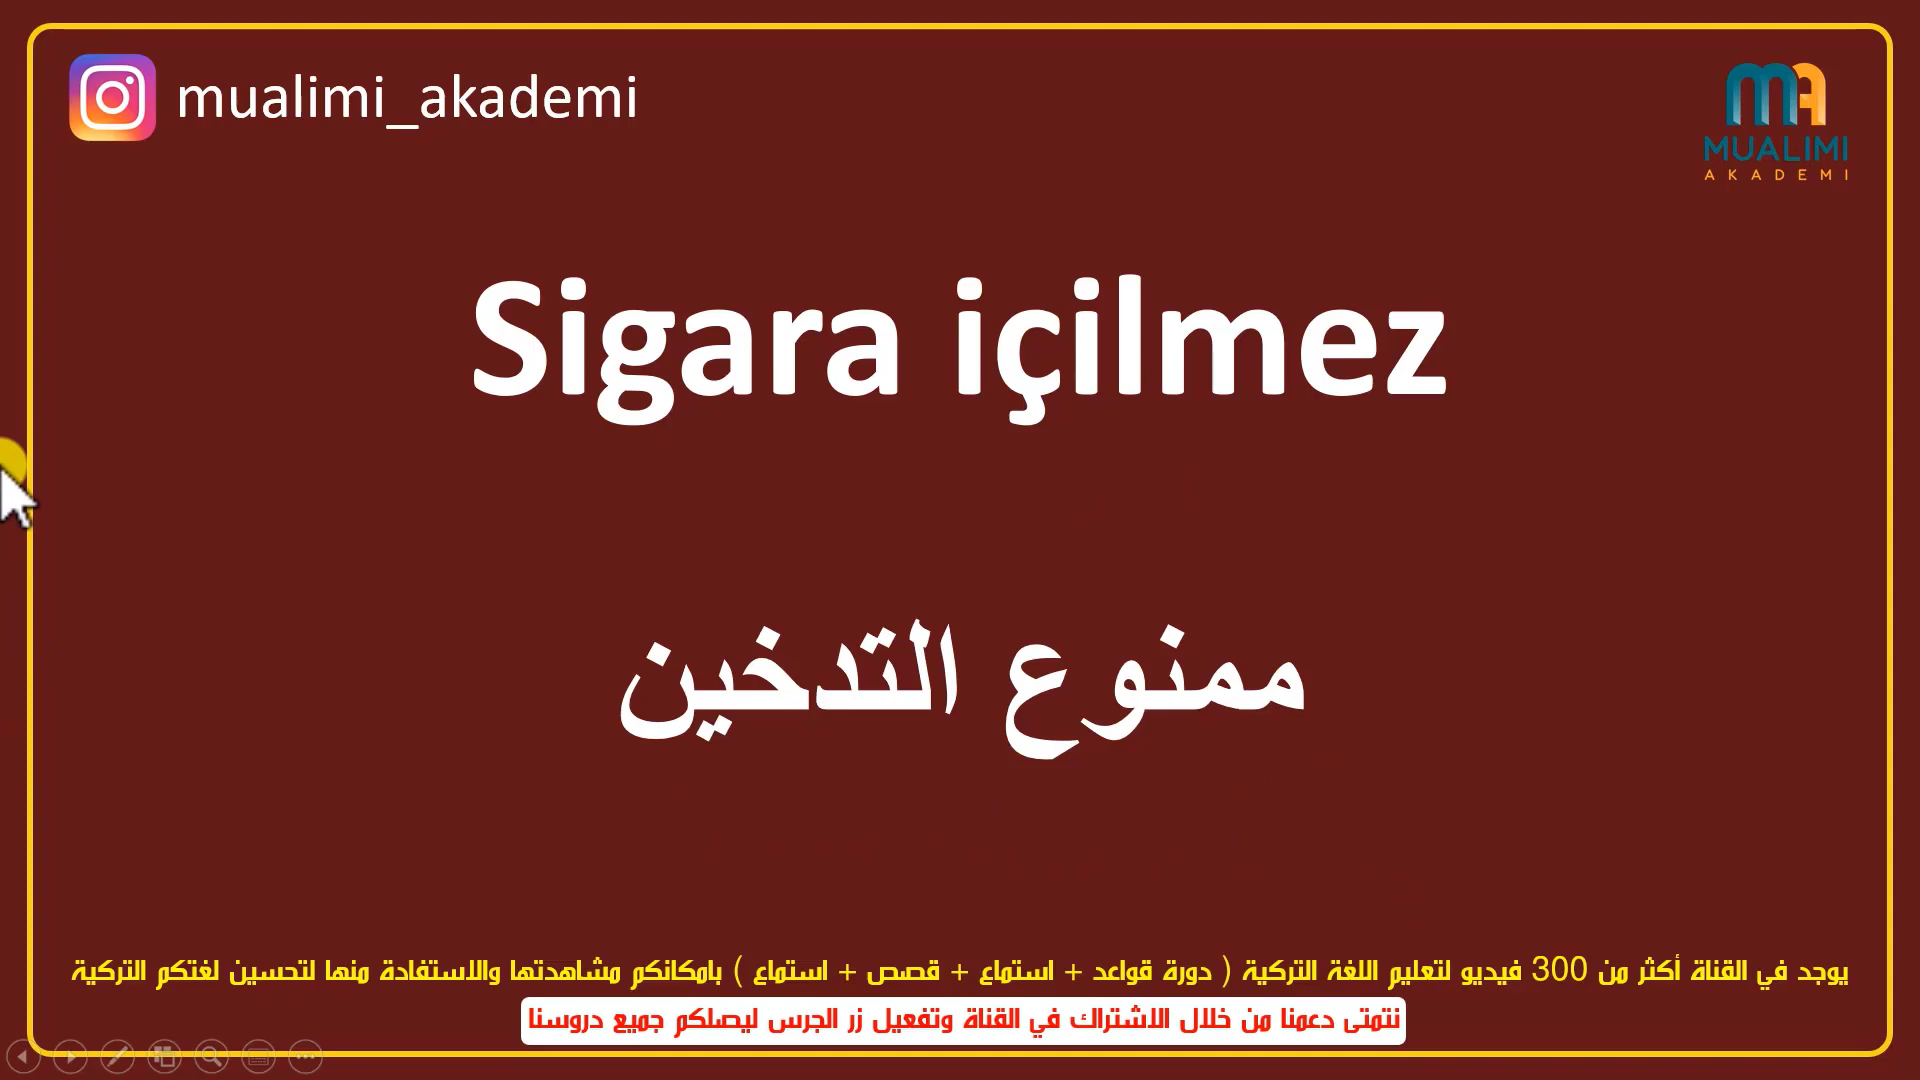 mualimi_akademi
MUALIMI
AKADEMI
Sigara içilmez
ممنوع التدخين
يوجد في القناة أكثر من 300 فيديو لتعليم اللغة التركية ( دورة قواعد + استماع + قصص + استماع ) بامكانكم مشاهدتها والاستفادة منها لتحسين لغتكم التركية
نتمتى دعمنا من خلال الاشتراك في القناة وتفعيل زر الجرس ليصلكم جميع دروسنا